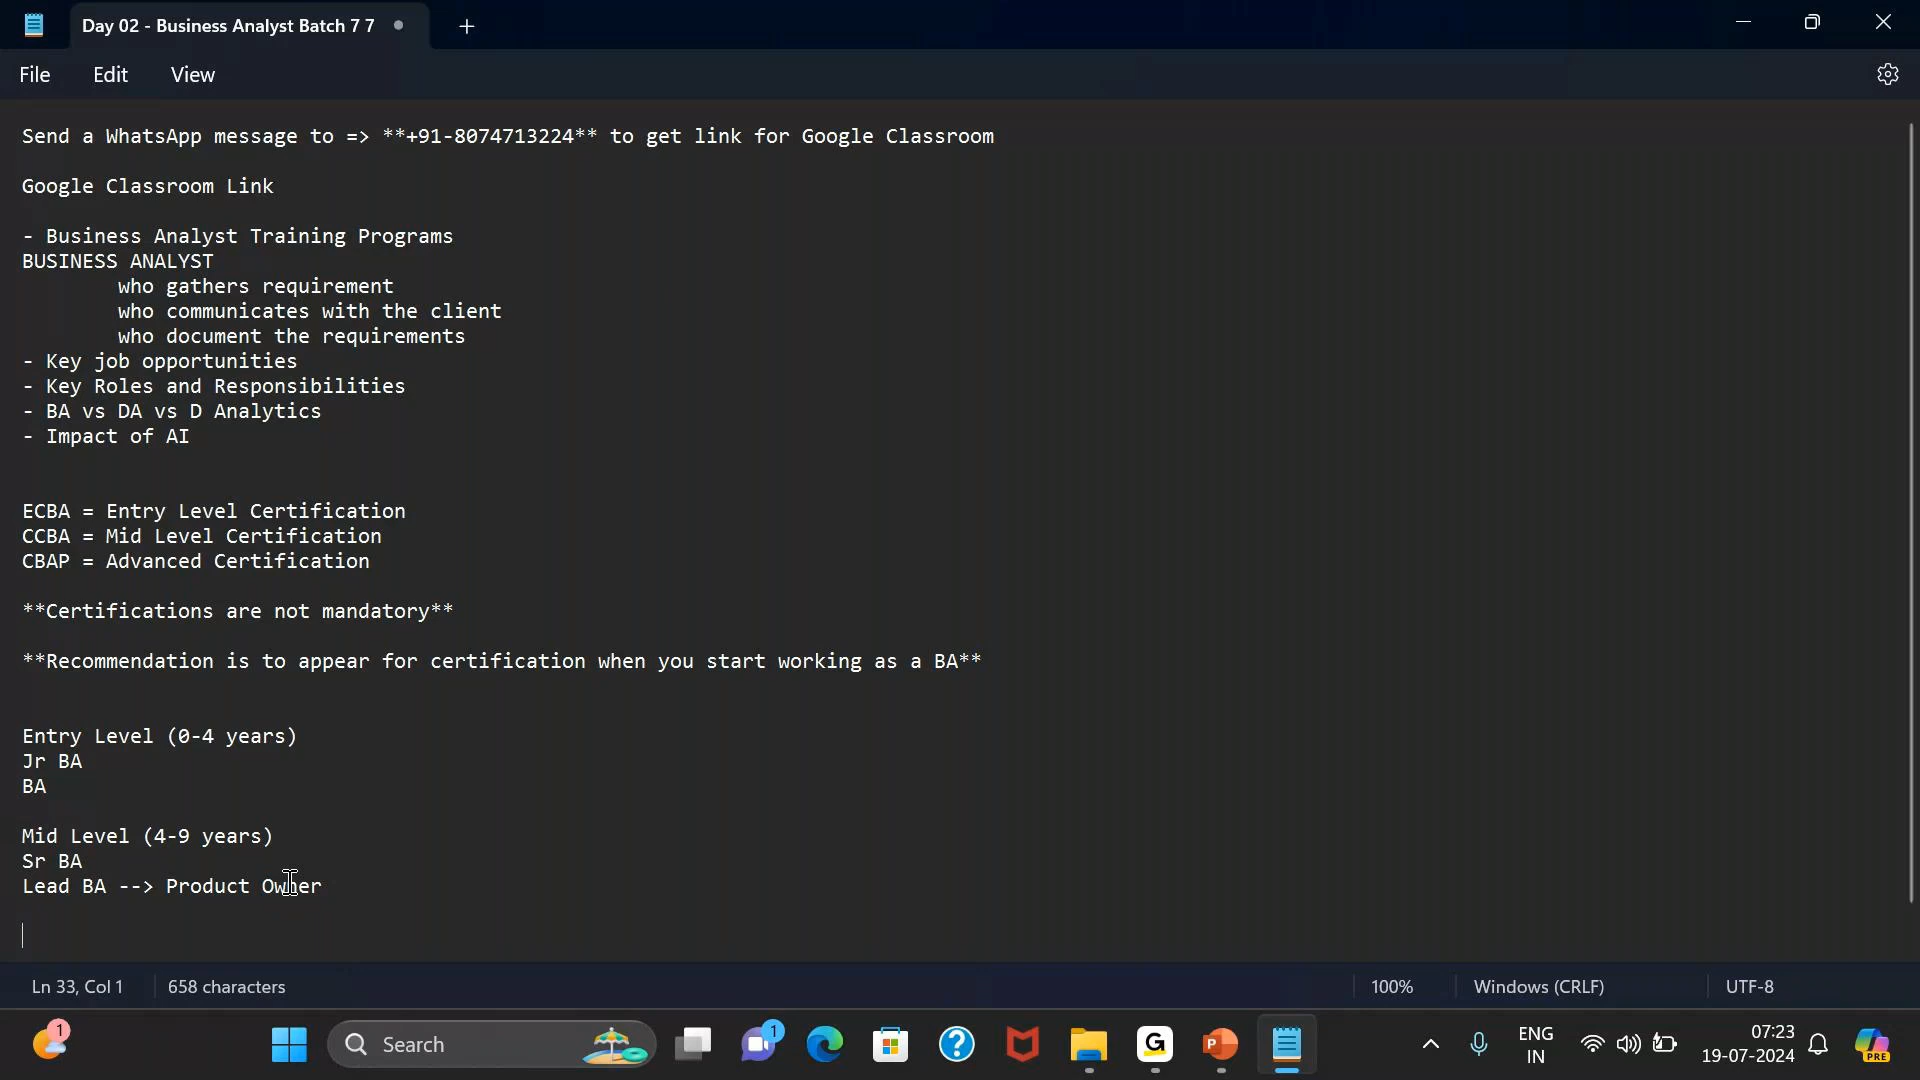 Day 02 - Business Analyst Batch 7 7
File Edit View
Send a WhatsApp message to => **+91-8074713224** to get link for Google Classroom
Google Classroom Link
- Business Analyst Training Programs
BUSINESS ANALYST
who gathers requirement
who communicates with the client
who document the requirements
- Key job opportunities
- Key Roles and Responsibilities
- BA vs DA vs D Analytics
- Impact of AI
ECBA = Entry Level Certification
CCBA = Mid Level Certification
CBAP = Advanced Certification
**Certifications are not mandatory**
**Recommendation is to appear for certification when you start working as a BA**
Entry Level (0-4 years)
Jr BA
BA
Mid Level (4-9 years)
Sr BA
Lead BA --> Product Owner
Ln 33, Col 1 658 characters 100% Windows (CRLF) UTF-8
1 Search 1 ? G P ENG 07:23
IN 19-07-2024 PRE